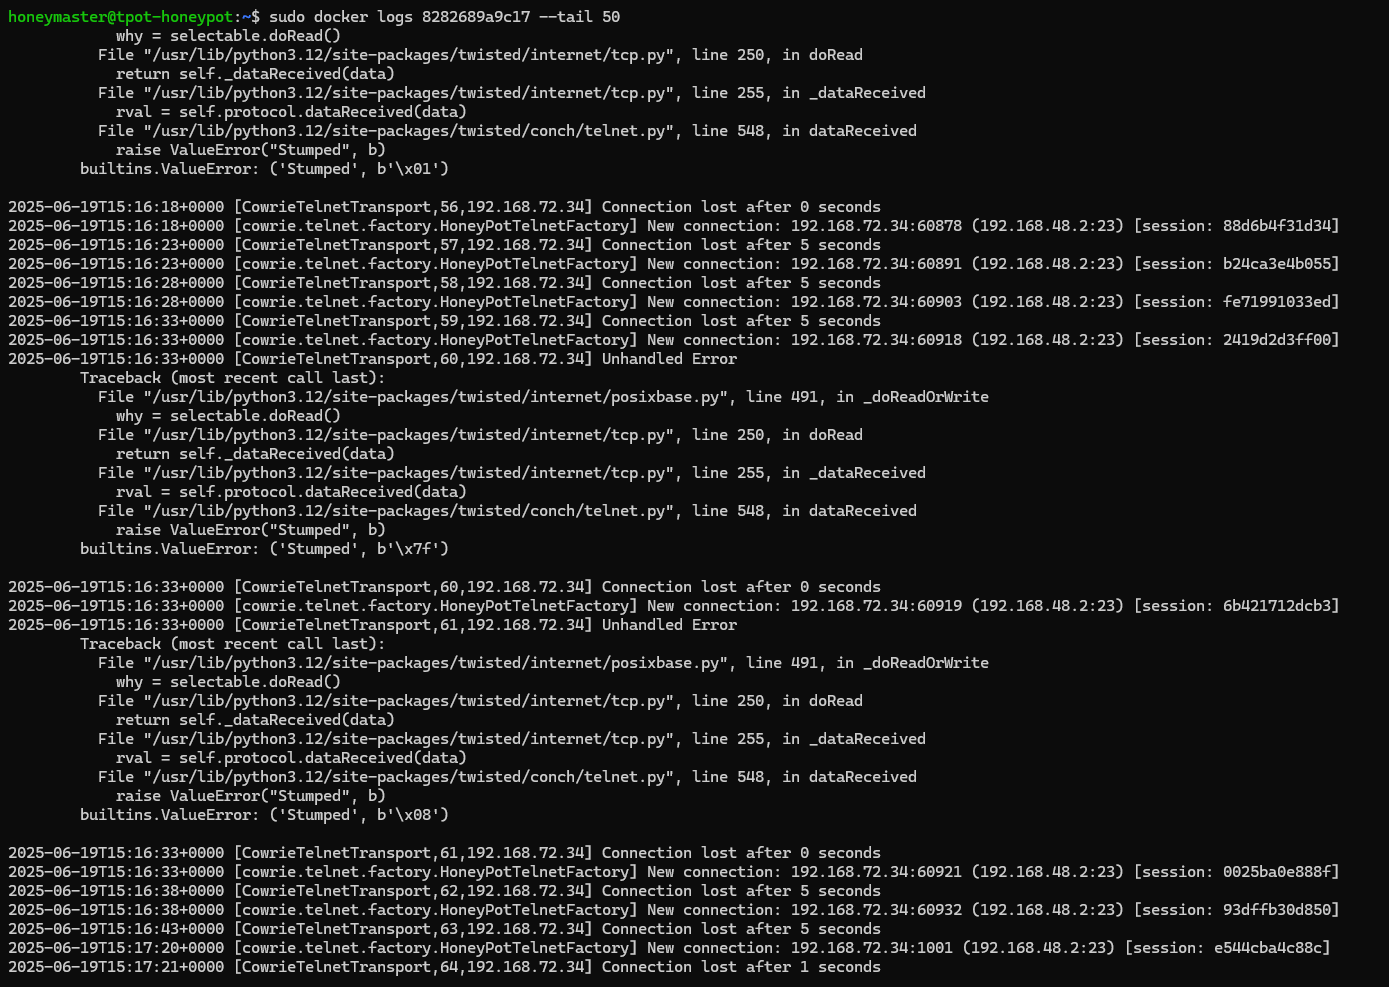 honeymaster@tpot-honeypot:~$ sudo docker logs 8282689a9c17 --tail 50
            why = selectable.doRead()
          File "/usr/lib/python3.12/site-packages/twisted/internet/tcp.py", line 250, in doRead
            return self._dataReceived(data)
          File "/usr/lib/python3.12/site-packages/twisted/internet/tcp.py", line 255, in _dataReceived
            rval = self.protocol.dataReceived(data)
          File "/usr/lib/python3.12/site-packages/twisted/conch/telnet.py", line 548, in dataReceived
            raise ValueError("Stumped", b)
        builtins.ValueError: ('Stumped', b'\x01')

2025-06-19T15:16:18+0000 [CowrieTelnetTransport,56,192.168.72.34] Connection lost after 0 seconds
2025-06-19T15:16:18+0000 [cowrie.telnet.factory.HoneyPotTelnetFactory] New connection: 192.168.72.34:60878 (192.168.48.2:23) [session: 88d6b4f31d34]
2025-06-19T15:16:23+0000 [CowrieTelnetTransport,57,192.168.72.34] Connection lost after 5 seconds
2025-06-19T15:16:23+0000 [cowrie.telnet.factory.HoneyPotTelnetFactory] New connection: 192.168.72.34:60891 (192.168.48.2:23) [session: b24ca3e4b055]
2025-06-19T15:16:28+0000 [CowrieTelnetTransport,58,192.168.72.34] Connection lost after 5 seconds
2025-06-19T15:16:28+0000 [cowrie.telnet.factory.HoneyPotTelnetFactory] New connection: 192.168.72.34:60903 (192.168.48.2:23) [session: fe71991033ed]
2025-06-19T15:16:33+0000 [CowrieTelnetTransport,59,192.168.72.34] Connection lost after 5 seconds
2025-06-19T15:16:33+0000 [cowrie.telnet.factory.HoneyPotTelnetFactory] New connection: 192.168.72.34:60918 (192.168.48.2:23) [session: 2419d2d3ff00]
2025-06-19T15:16:33+0000 [CowrieTelnetTransport,60,192.168.72.34] Unhandled Error
        Traceback (most recent call last):
          File "/usr/lib/python3.12/site-packages/twisted/internet/posixbase.py", line 491, in _doReadOrWrite
            why = selectable.doRead()
          File "/usr/lib/python3.12/site-packages/twisted/internet/tcp.py", line 250, in doRead
            return self._dataReceived(data)
          File "/usr/lib/python3.12/site-packages/twisted/internet/tcp.py", line 255, in _dataReceived
            rval = self.protocol.dataReceived(data)
          File "/usr/lib/python3.12/site-packages/twisted/conch/telnet.py", line 548, in dataReceived
            raise ValueError("Stumped", b)
        builtins.ValueError: ('Stumped', b'\x7f')

2025-06-19T15:16:33+0000 [CowrieTelnetTransport,60,192.168.72.34] Connection lost after 0 seconds
2025-06-19T15:16:33+0000 [cowrie.telnet.factory.HoneyPotTelnetFactory] New connection: 192.168.72.34:60919 (192.168.48.2:23) [session: 6b421712dcb3]
2025-06-19T15:16:33+0000 [CowrieTelnetTransport,61,192.168.72.34] Unhandled Error
        Traceback (most recent call last):
          File "/usr/lib/python3.12/site-packages/twisted/internet/posixbase.py", line 491, in _doReadOrWrite
            why = selectable.doRead()
          File "/usr/lib/python3.12/site-packages/twisted/internet/tcp.py", line 250, in doRead
            return self._dataReceived(data)
          File "/usr/lib/python3.12/site-packages/twisted/internet/tcp.py", line 255, in _dataReceived
            rval = self.protocol.dataReceived(data)
          File "/usr/lib/python3.12/site-packages/twisted/conch/telnet.py", line 548, in dataReceived
            raise ValueError("Stumped", b)
        builtins.ValueError: ('Stumped', b'\x08')

2025-06-19T15:16:33+0000 [CowrieTelnetTransport,61,192.168.72.34] Connection lost after 0 seconds
2025-06-19T15:16:33+0000 [cowrie.telnet.factory.HoneyPotTelnetFactory] New connection: 192.168.72.34:60921 (192.168.48.2:23) [session: 0025ba0e888f]
2025-06-19T15:16:38+0000 [CowrieTelnetTransport,62,192.168.72.34] Connection lost after 5 seconds
2025-06-19T15:16:38+0000 [cowrie.telnet.factory.HoneyPotTelnetFactory] New connection: 192.168.72.34:60932 (192.168.48.2:23) [session: 93dffb30d850]
2025-06-19T15:16:43+0000 [CowrieTelnetTransport,63,192.168.72.34] Connection lost after 5 seconds
2025-06-19T15:17:20+0000 [cowrie.telnet.factory.HoneyPotTelnetFactory] New connection: 192.168.72.34:1001 (192.168.48.2:23) [session: e544cba4c88c]
2025-06-19T15:17:21+0000 [CowrieTelnetTransport,64,192.168.72.34] Connection lost after 1 seconds